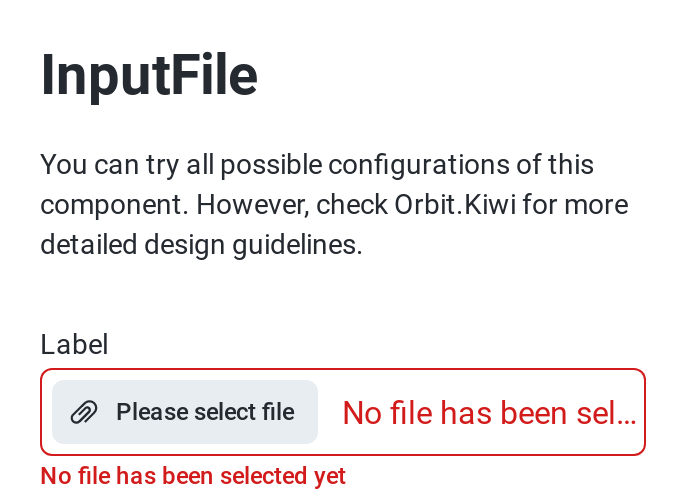 InputFile
You can try all possible configurations of this
component. However, check Orbit.Kiwi for more
detailed design guidelines.
Label
Please select file No file has been sel...
No file has been selected yet